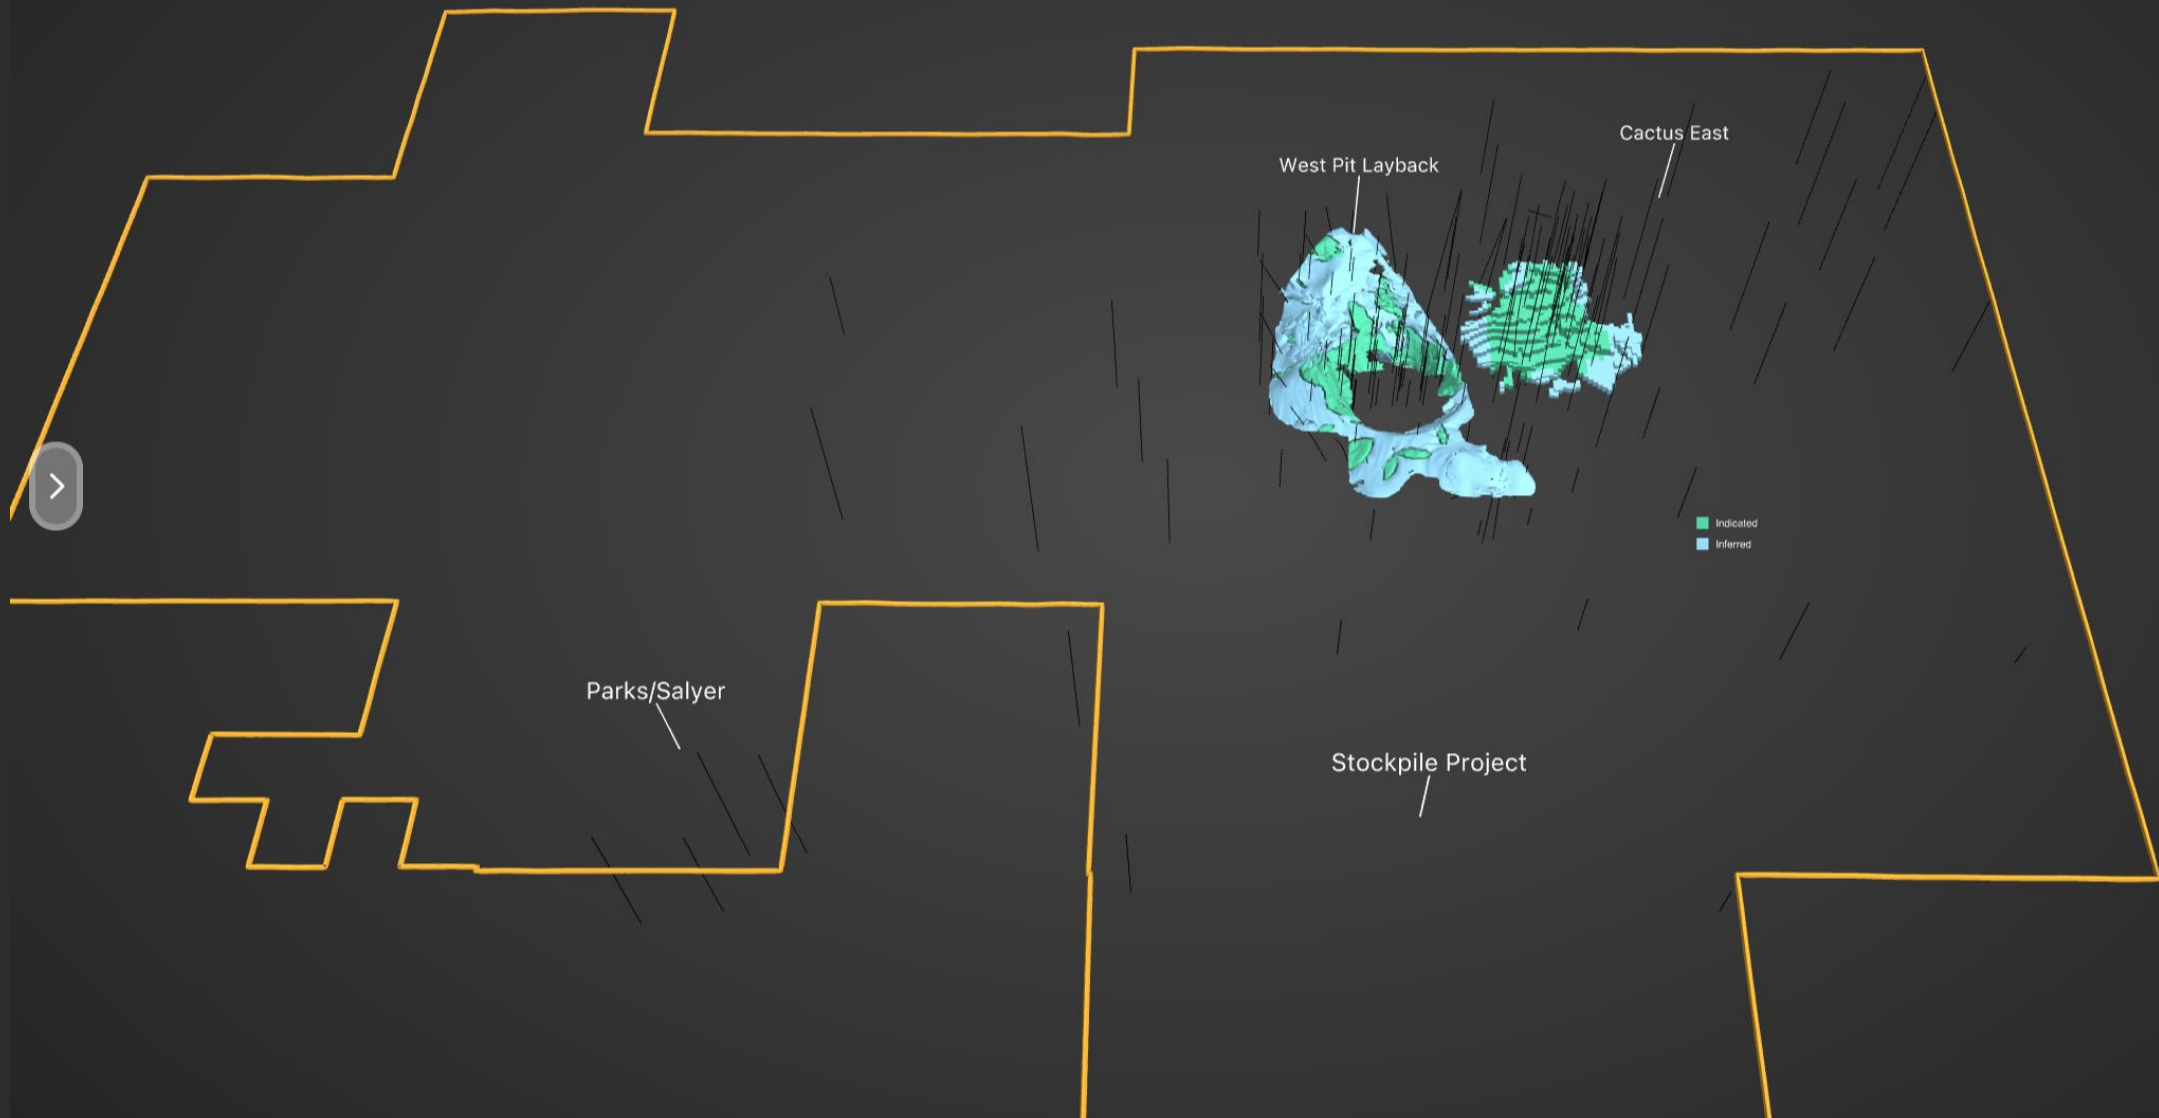 Cactus East
West Pit Layback
Indicated
Inferred
Parks/Salyer
Stockpile Project